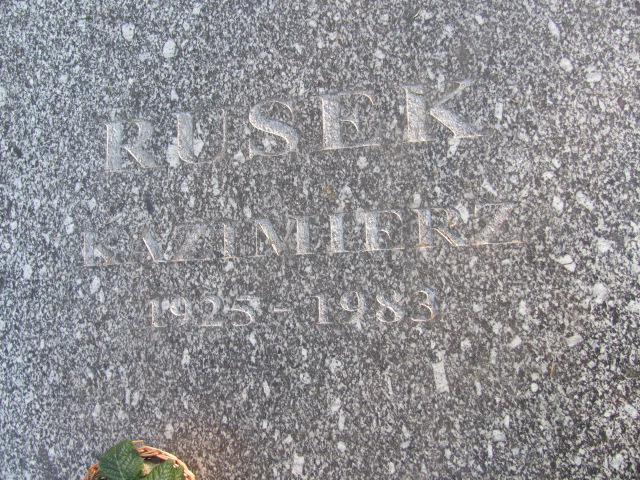 RUSEK
KAZIMIERZ
1925 - 1983